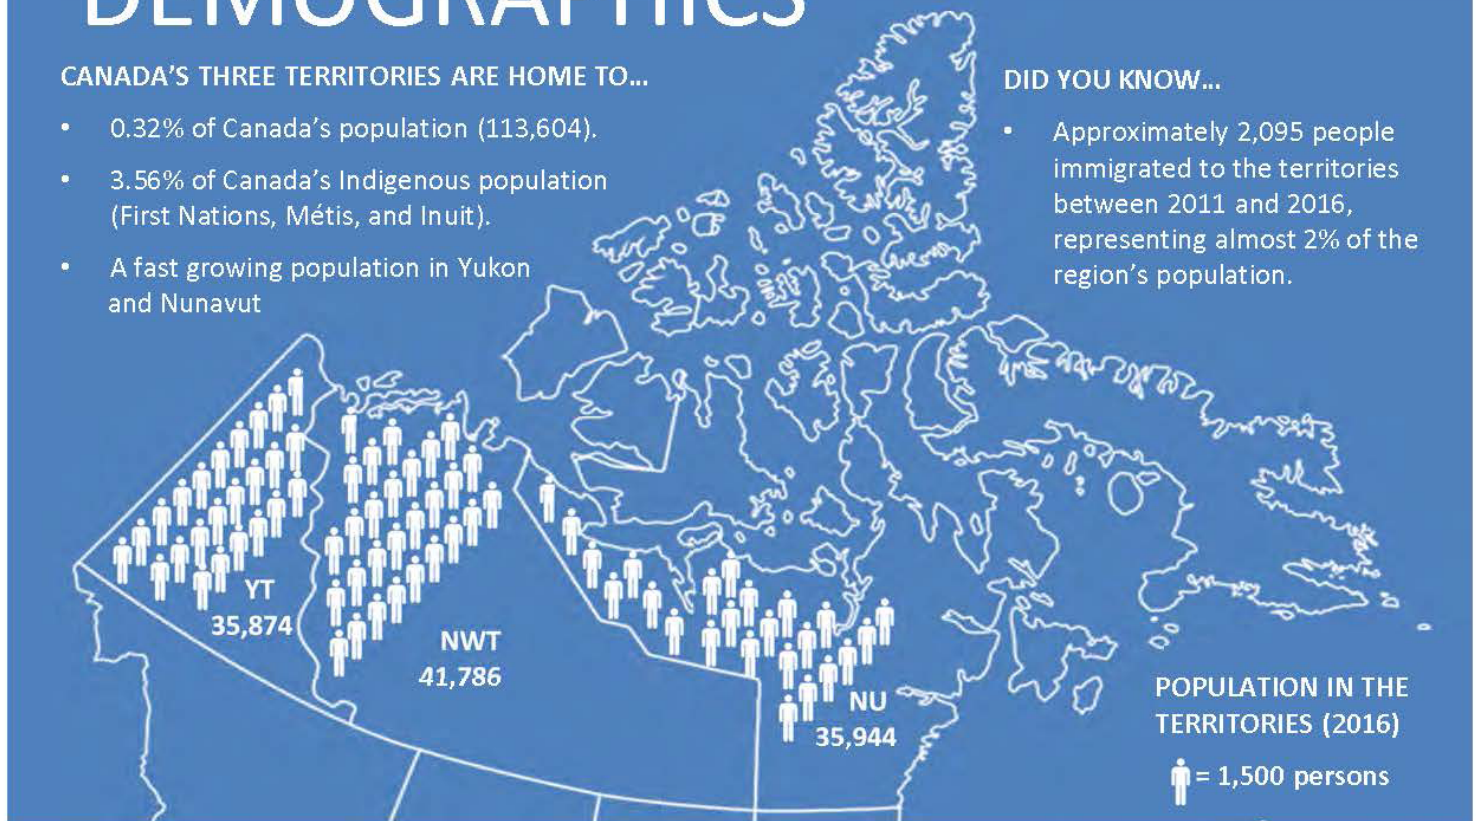 DEMOGRAPHICS
CANADA'S THREE TERRITORIES ARE HOME TO...
• 0.32% of Canada's population (113,604).
• 3.56% of Canada's Indigenous population
(First Nations, Métis, and Inuit).
• A fast growing population in Yukon
and Nunavut
DID YOU KNOW...
• Approximately 2,095 people
immigrated to the territories
between 2011 and 2016,
representing almost 2% of the
region's population.
YT
35,874
NWT
41,786
NU
35,944
POPULATION IN THE
TERRITORIES (2016)
= 1,500 persons